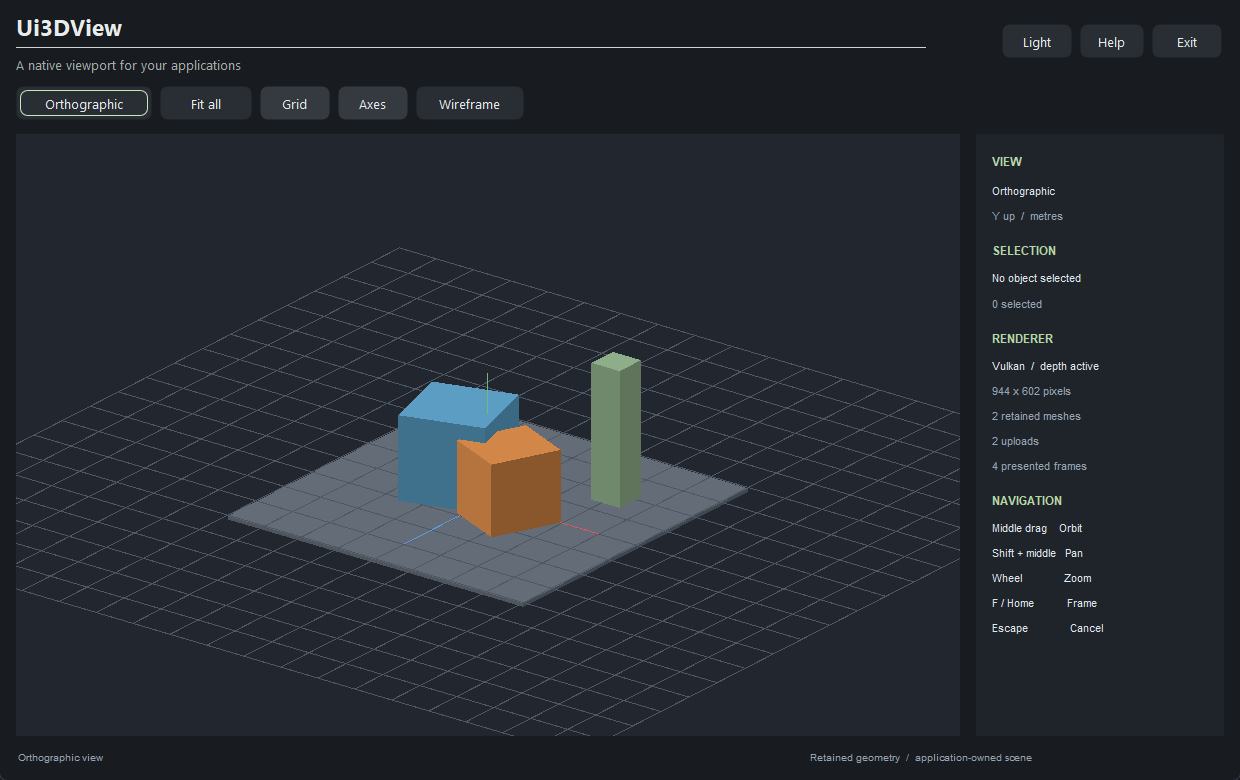 Ui3DView
A native viewport for your applications
Light
Help
Exit
Orthographic
Fit all
Grid
Axes
Wireframe
VIEW
Orthographic
Y up / metres
SELECTION
No object selected
0 selected
RENDERER
Vulkan / depth active
944 x 602 pixels
2 retained meshes
2 uploads
4 presented frames
NAVIGATION
Middle drag Orbit
Shift + middle Pan
Wheel Zoom
F / Home Frame
Escape Cancel
Orthographic view
Retained geometry / application-owned scene